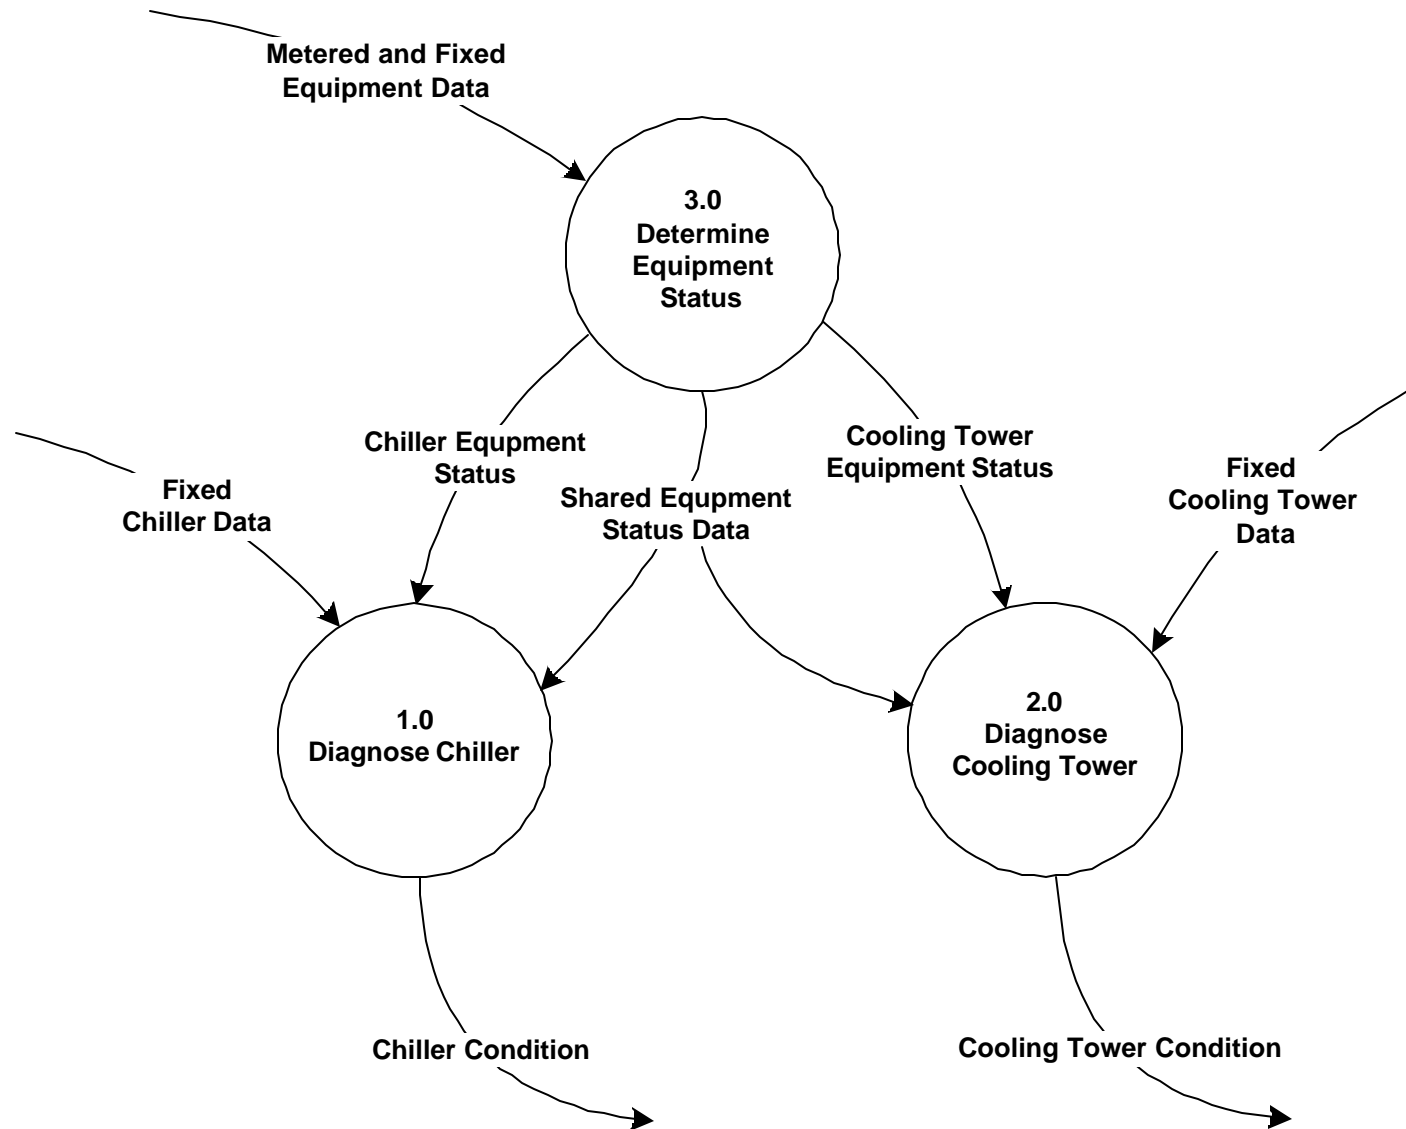 Metered and Fixed
Equipment Data
3.0
Determine
Equipment
Status
Chiller Equpment
Status
Cooling Tower
Equipment Status
Fixed
Chiller Data
Shared Equpment
Status Data
Fixed
Cooling Tower
Data
1.0
Diagnose Chiller
2.0
Diagnose
Cooling Tower
Chiller Condition
Cooling Tower Condition